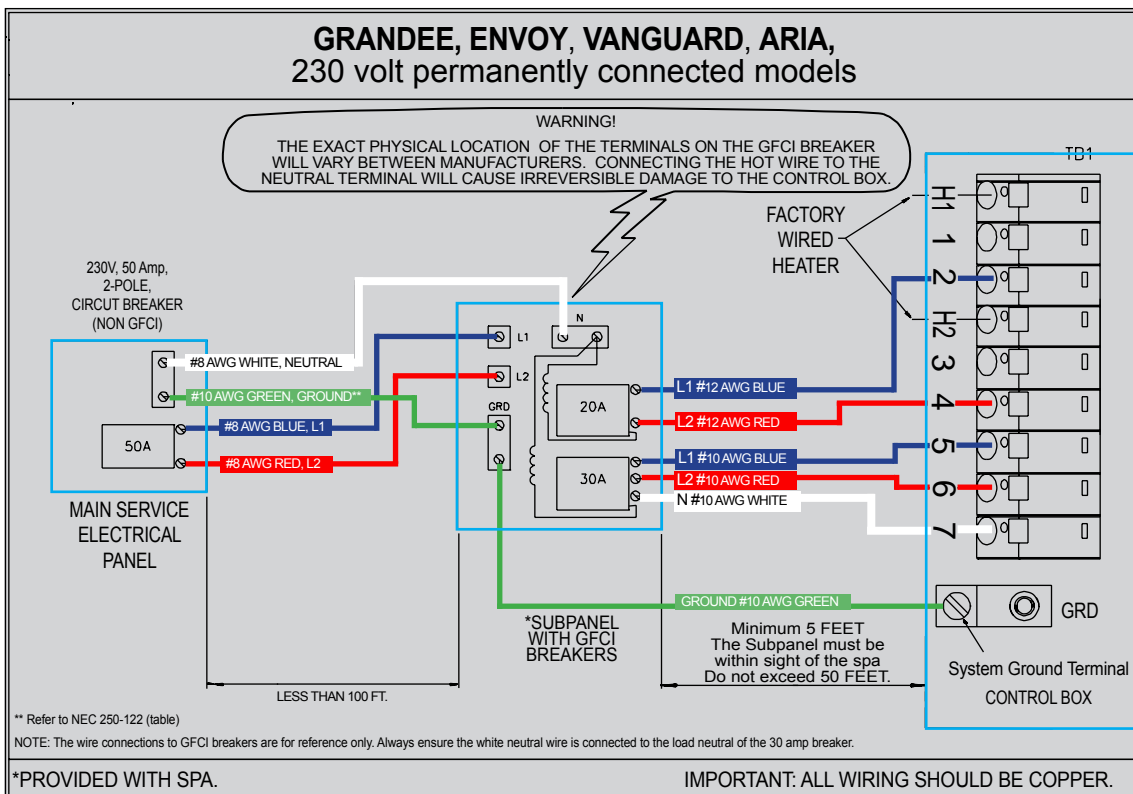 GRANDEE, ENVOY, VANGUARD, ARIA,
230 volt permanently connected models
WARNING!
THE EXACT PHYSICAL LOCATION OF THE TERMINALS ON THE GFCI BREAKER
WILL VARY BETWEEN MANUFACTURERS. CONNECTING THE HOT WIRE TO THE
NEUTRAL TERMINAL WILL CAUSE IRREVERSIBLE DAMAGE TO THE CONTROL BOX.
TB1
FACTORY
WIRED
HEATER
H1
1
2
H2
3
4
5
6
7
230V, 50 Amp,
2-POLE,
CIRCUT BREAKER
(NON GFCI)
#8 AWG WHITE, NEUTRAL
#10 AWG GREEN, GROUND**
#8 AWG BLUE, L1
#8 AWG RED, L2
50A
MAIN SERVICE
ELECTRICAL
PANEL
N
L1
L2
GRD
20A
30A
L1 #12 AWG BLUE
L2 #12 AWG RED
L1 #10 AWG BLUE
L2 #10 AWG RED
N #10 AWG WHITE
GROUND #10 AWG GREEN
GRD
*SUBPANEL
WITH GFCI
BREAKERS
Minimum 5 FEET
The Subpanel must be
within sight of the spa
Do not exceed 50 FEET.
System Ground Terminal
CONTROL BOX
LESS THAN 100 FT.
** Refer to NEC 250-122 (table)
NOTE: The wire connections to GFCI breakers are for reference only. Always ensure the white neutral wire is connected to the load neutral of the 30 amp breaker.
*PROVIDED WITH SPA.
IMPORTANT: ALL WIRING SHOULD BE COPPER.